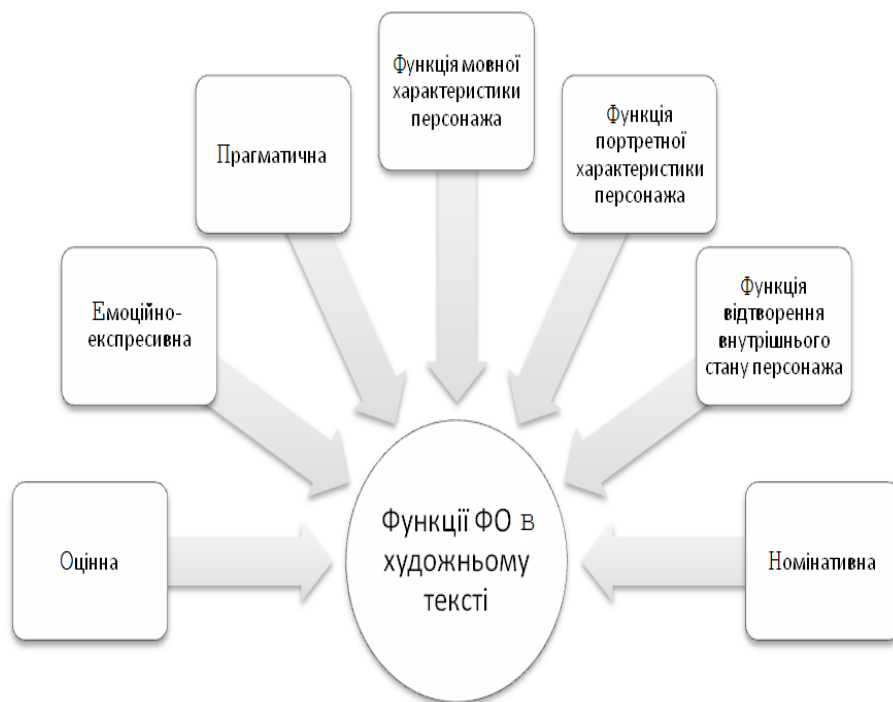 Функція мовної
характеристики
персонажа
Прагматична
Функція
портретної
характеристики
персонажа
Емоційно-
експресивна
Функція
відтворення
внутрішнього
стану персонажа
Оцінна
Функції ФО в
художньому
тексті
Номінативна